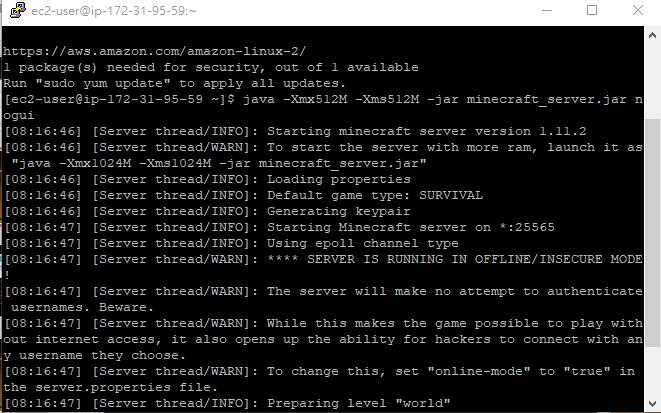 ec2-user@ip-172-31-95-59:~
https://aws.amazon.com/amazon-linux-2/
1 package(s) needed for security, out of 1 available
Run "sudo yum update" to apply all updates.
[ec2-user@ip-172-31-95-59 ~]$ java -Xmx512M -Xms512M -jar minecraft_server.jar n
ogui
[08:16:46] [Server thread/INFO]: Starting minecraft server version 1.11.2
[08:16:46] [Server thread/WARN]: To start the server with more ram, launch it as
 "java -Xmx1024M -Xms1024M -jar minecraft_server.jar"
[08:16:46] [Server thread/INFO]: Loading properties
[08:16:46] [Server thread/INFO]: Default game type: SURVIVAL
[08:16:46] [Server thread/INFO]: Generating keypair
[08:16:47] [Server thread/INFO]: Starting Minecraft server on *:25565
[08:16:47] [Server thread/INFO]: Using epoll channel type
[08:16:47] [Server thread/WARN]: **** SERVER IS RUNNING IN OFFLINE/INSECURE MODE
!
[08:16:47] [Server thread/WARN]: The server will make no attempt to authenticate
 usernames. Beware.
[08:16:47] [Server thread/WARN]: While this makes the game possible to play with
out internet access, it also opens up the ability for hackers to connect with an
y username they choose.
[08:16:47] [Server thread/WARN]: To change this, set "online-mode" to "true" in
the server.properties file.
[08:16:47] [Server thread/INFO]: Preparing level "world"